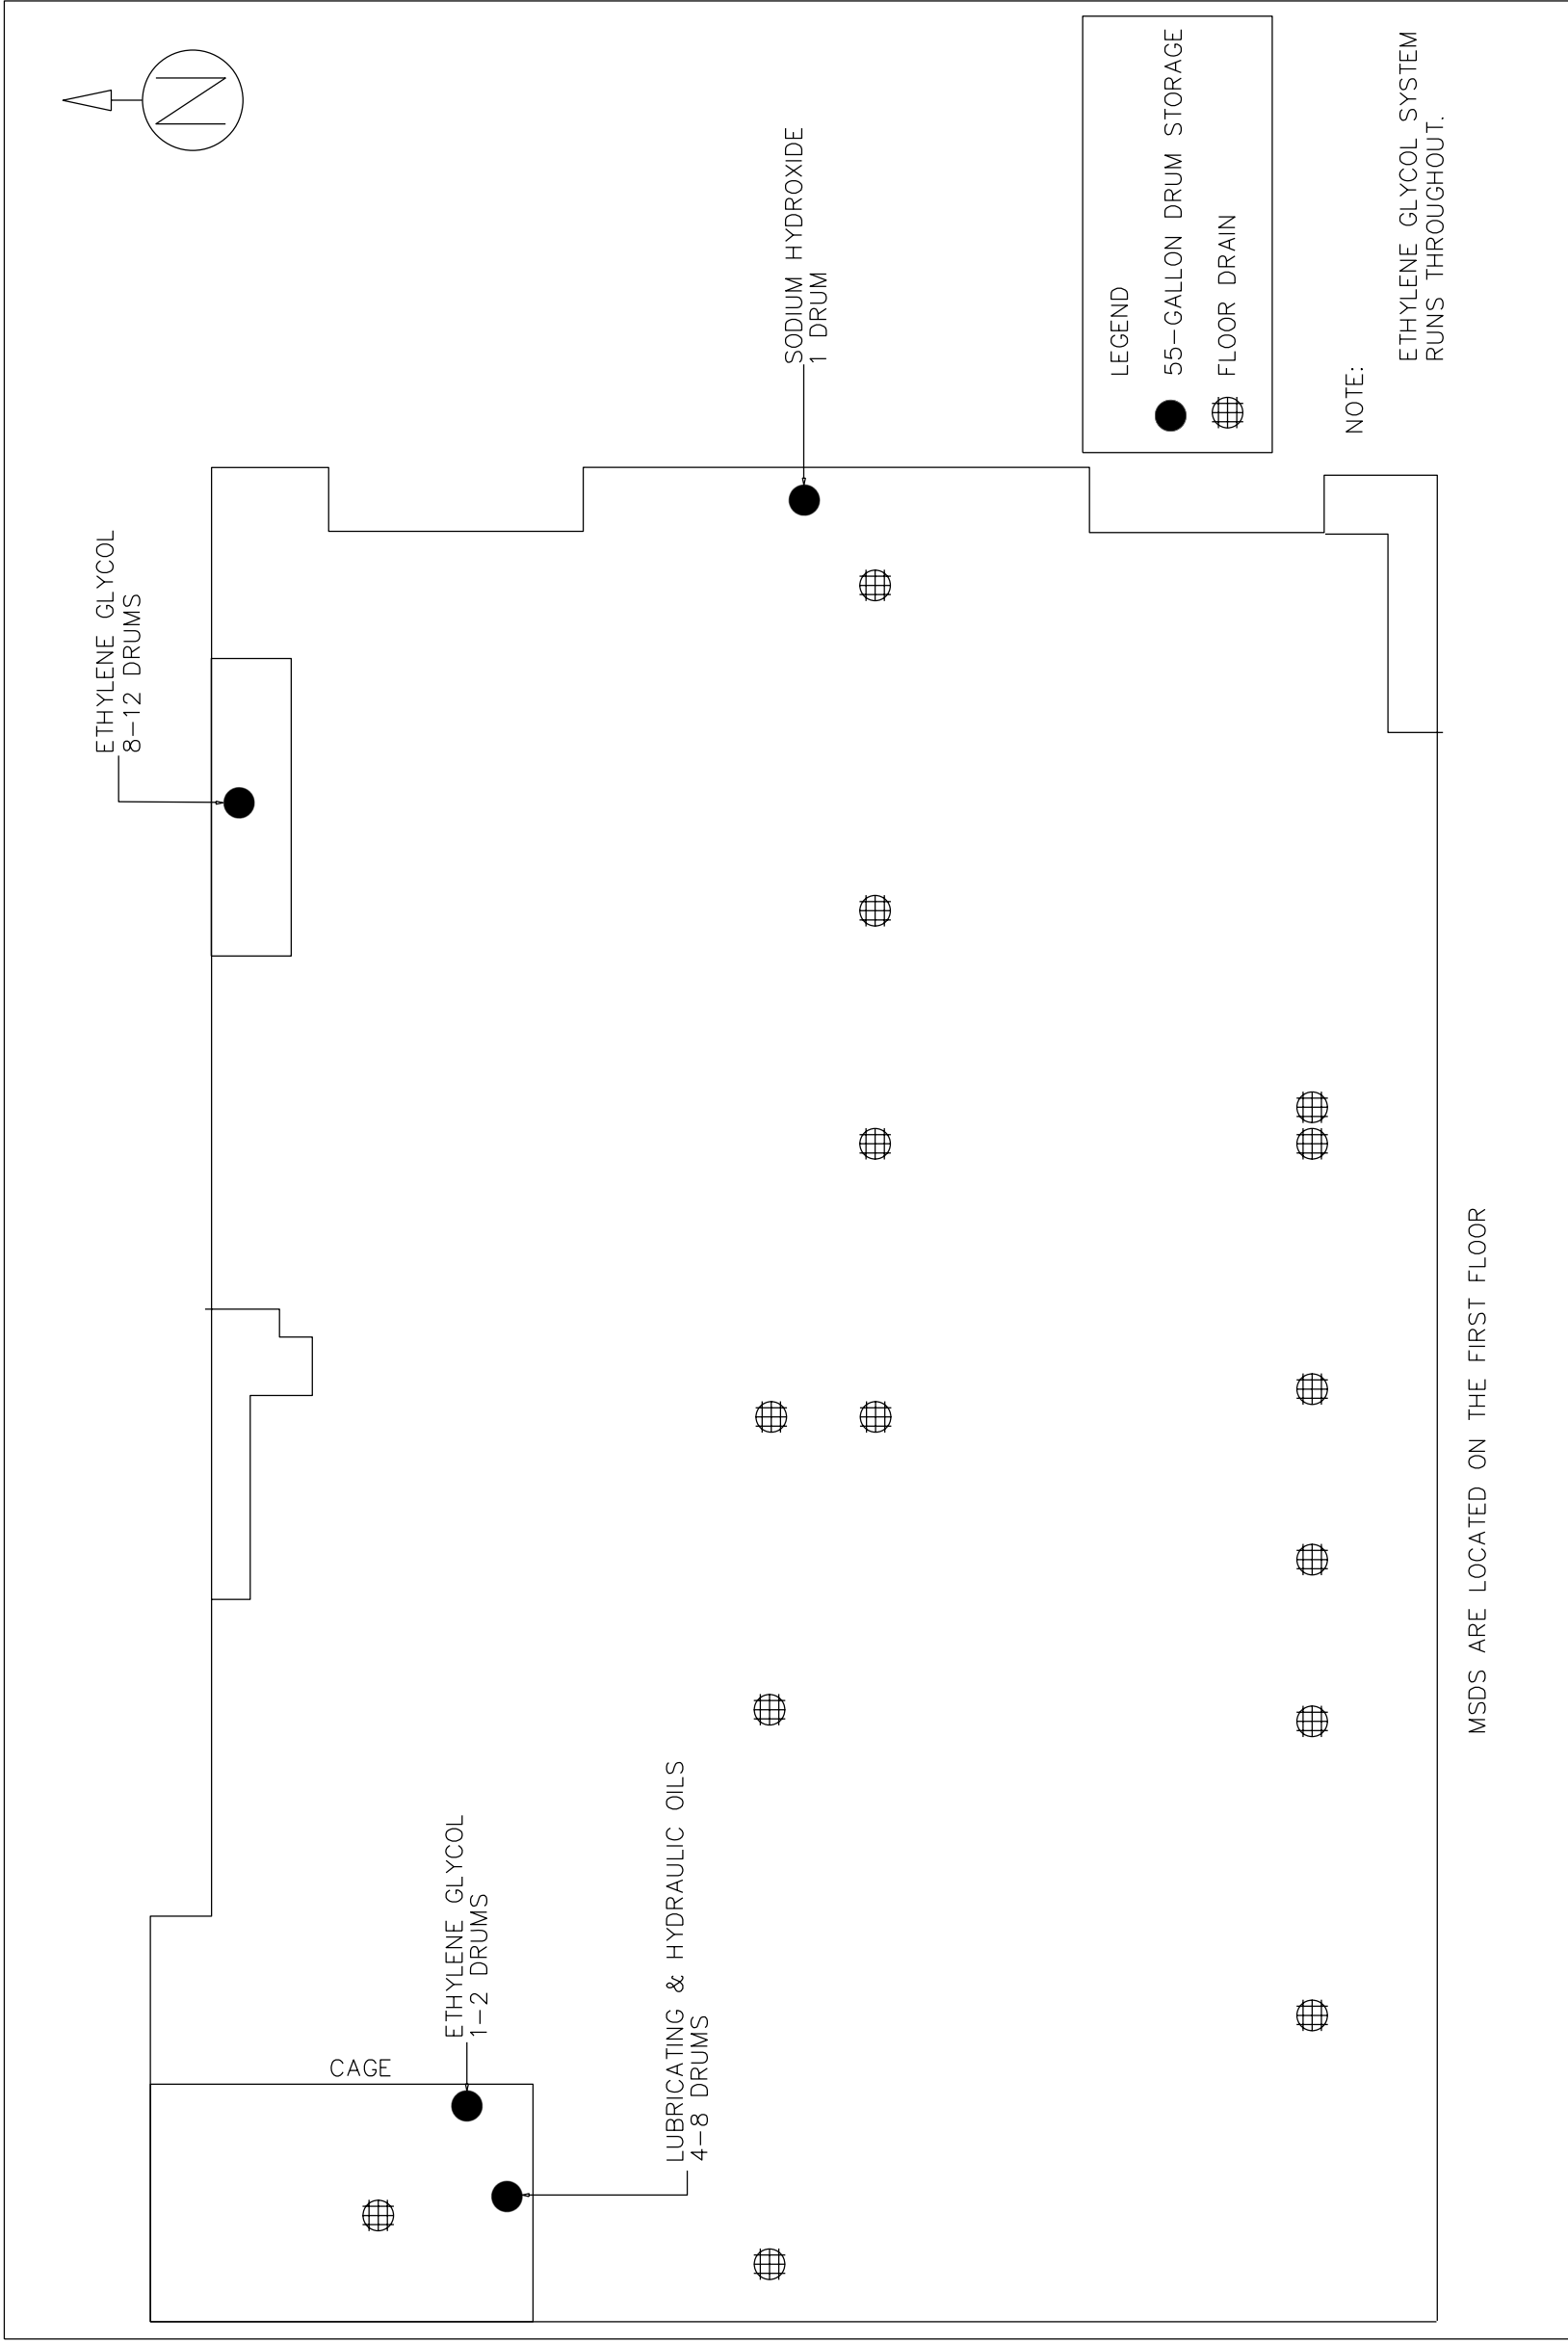 N
ETHYLENE GLYCOL
8-12 DRUMS
SODIUM HYDROXIDE
1 DRUM
LEGEND
55-GALLON DRUM STORAGE
FLOOR DRAIN
NOTE:
ETHYLENE GLYCOL SYSTEM
RUNS THROUGHOUT.
CAGE
ETHYLENE GLYCOL
1-2 DRUMS
LUBRICATING & HYDRAULIC OILS
4-8 DRUMS
MSDS ARE LOCATED ON THE FIRST FLOOR